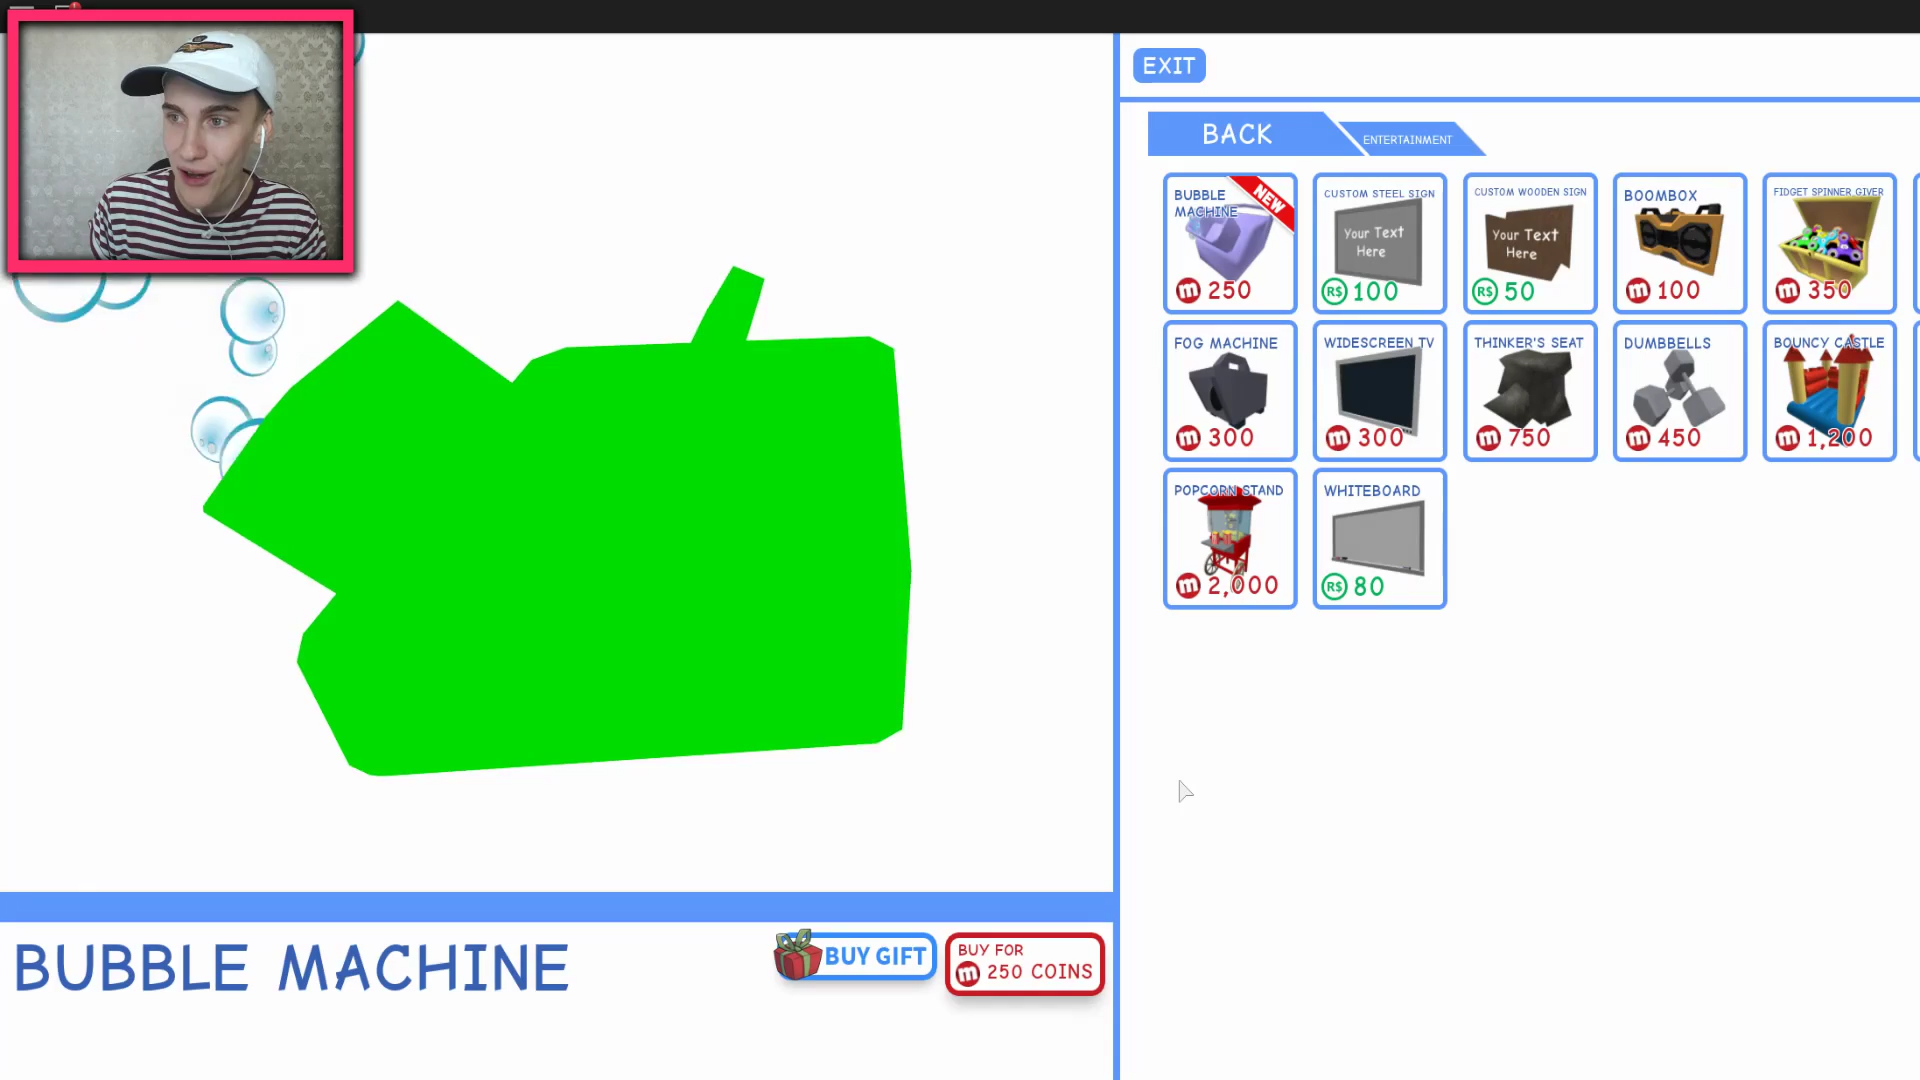 EXIT
BACK
ENTERTAINMENT
BUBBLE
MACHINE
NEW
250
CUSTOM STEEL SIGN
Your Text
Here
R$ 100
CUSTOM WOODEN SIGN
Your Text
Here
R$ 50
BOOMBOX
m 100
FIDGET SPINNER GIVER
m 350
FOG MACHINE
m 300
WIDESCREEN TV
m 300
THINKER'S SEAT
m 750
DUMBBELLS
m 450
BOUNCY CASTLE
m 1,200
POPCORN STAND
m 2,000
WHITEBOARD
R$ 80
BUBBLE MACHINE
BUY GIFT
BUY FOR
m 250 COINS